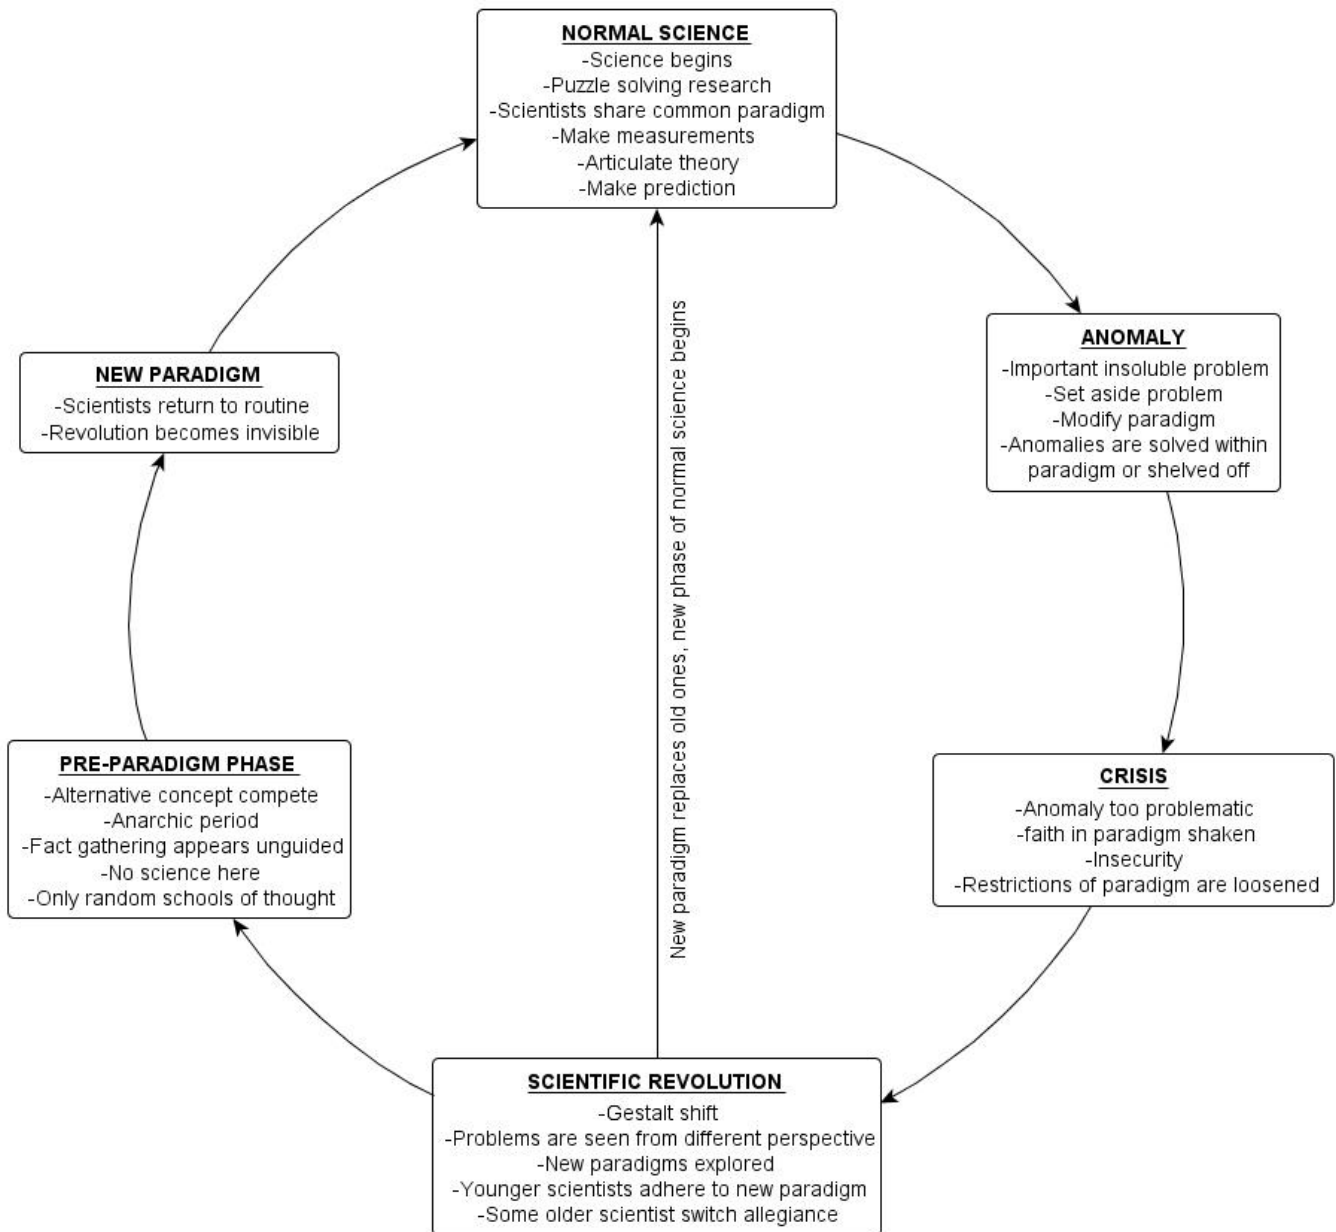 NORMAL SCIENCE
-Science begins
-Puzzle solving research
-Scientists share common paradigm
-Make measurements
-Articulate theory
-Make prediction
ANOMALY
-Important insoluble problem
-Set aside problem
-Modify paradigm
-Anomalies are solved within
paradigm or shelved off
CRISIS
-Anomaly too problematic
-faith in paradigm shaken
-Insecurity
-Restrictions of paradigm are loosened
SCIENTIFIC REVOLUTION
-Gestalt shift
-Problems are seen from different perspective
-New paradigms explored
-Younger scientists adhere to new paradigm
-Some older scientist switch allegiance
PRE-PARADIGM PHASE
-Alternative concept compete
-Anarchic period
-Fact gathering appears unguided
-No science here
-Only random schools of thought
NEW PARADIGM
-Scientists return to routine
-Revolution becomes invisible
New paradigm replaces old ones, new phase of normal science begins